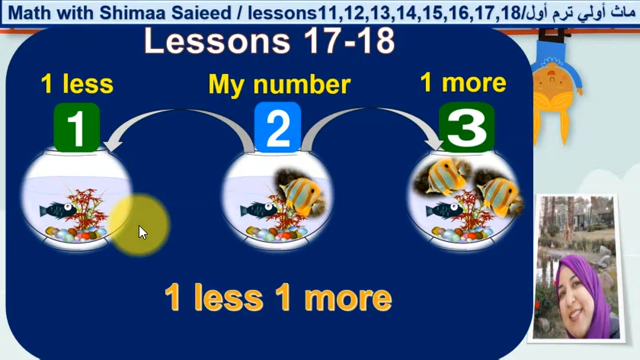 Math with Shimaa Saieed / lessons11,12,13,14,15,16,17,18/ماث أولي ترم أول
Lessons 17-18
1 less My number 1 more
1 2 3
1 less 1 more